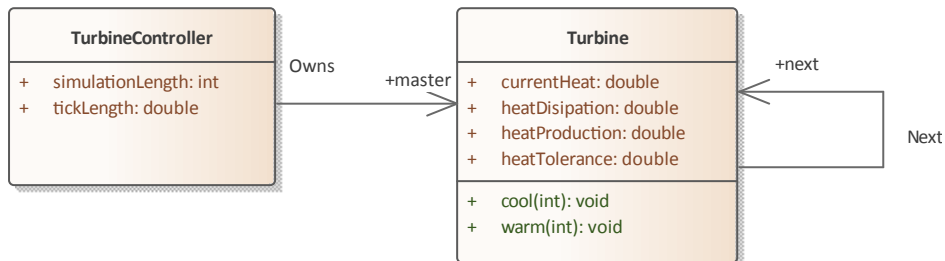 TurbineController
+ simulationLength: int
+ tickLength: double
Owns
+master
Turbine
+ currentHeat: double
+ heatDisipation: double
+ heatProduction: double
+ heatTolerance: double
+ cool(int): void
+ warm(int): void
+next
Next